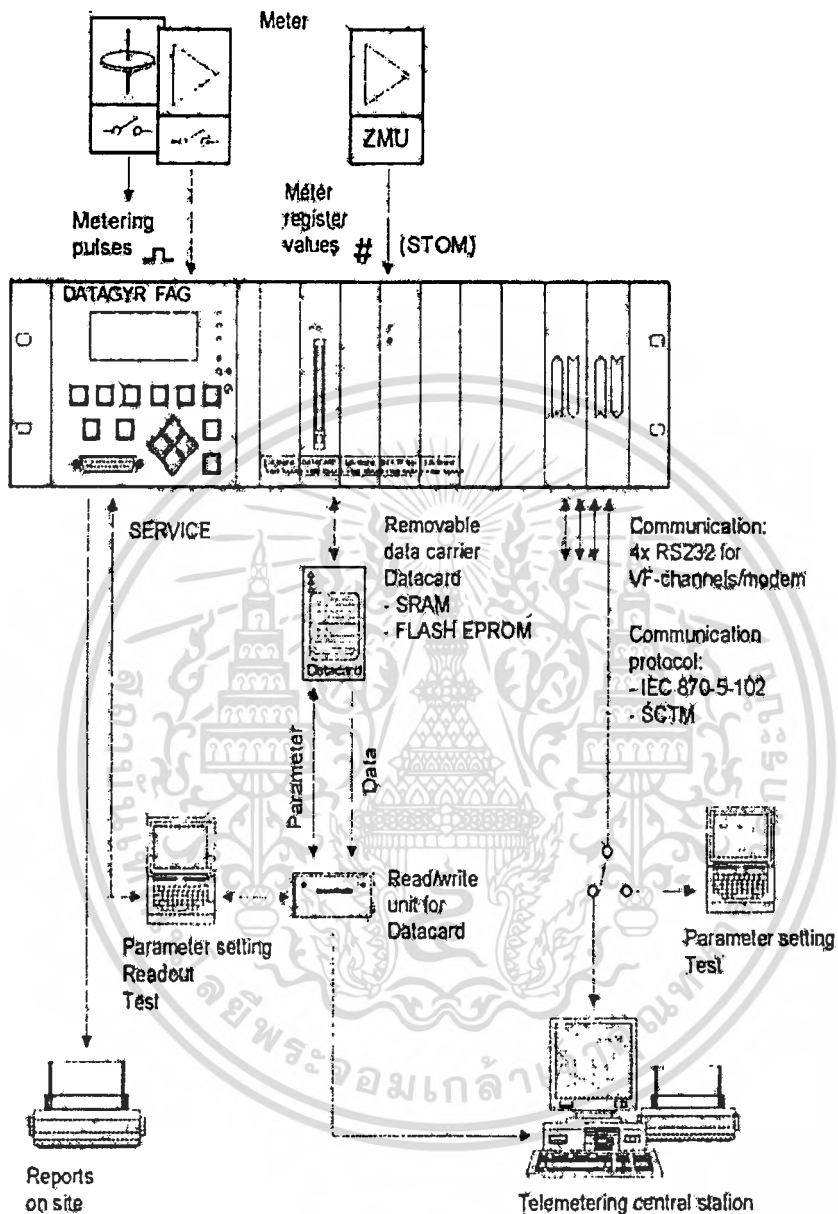 Meter
ZMU
Metering
pulses
Meter
register
values # (STOM)
DATAGYR FAG
SERVICE
Removable
data carrier
Datacard
- SRAM
- FLASH EPROM
Datacard
Communication:
4x RS232 for
VF-channels/modem
Communication
protocol:
- IEC 870-5-102
- SCTM
Parameter
Data
Read/write
unit for
Datacard
Parameter setting
Readout
Test
Parameter setting
Test
Reports
on site
Telemetering central station